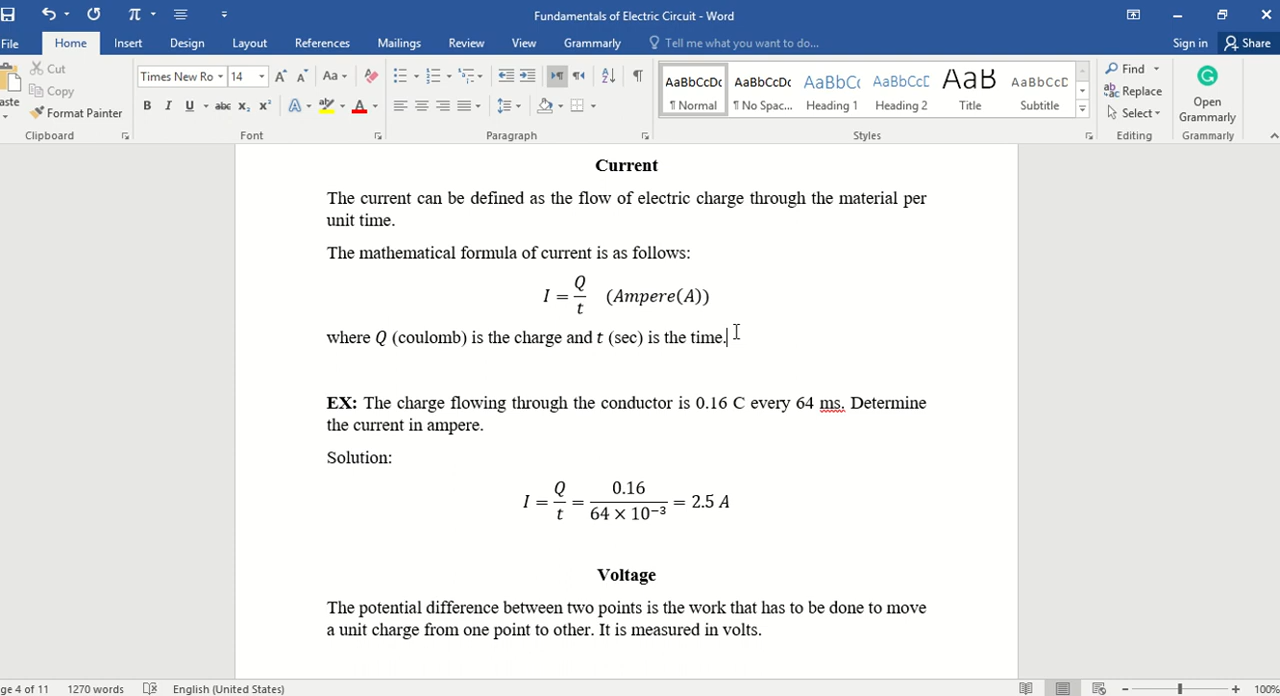 Fundamentals of Electric Circuit - Word
File Home Insert Design Layout References Mailings Review View Grammarly Tell me what you want to do... Sign in Share
Cut
Copy
Format Painter
aste
Clipboard
Times New Ro 14
Font
Paragraph
AaBbCcDc AaBbCcDc AaBbCc AaBbCcD AaB AaBbCcD
¶ Normal ¶ No Spac... Heading 1 Heading 2 Title Subtitle
Styles
Find
Replace
Select
Editing
Open
Grammarly
Grammarly
Current
The current can be defined as the flow of electric charge through the material per
unit time.
The mathematical formula of current is as follows:
I = Q/t (Ampere(A))
where Q (coulomb) is the charge and t (sec) is the time.
EX: The charge flowing through the conductor is 0.16 C every 64 ms. Determine
the current in ampere.
Solution:
I = Q/t = 0.16/(64 × 10⁻³) = 2.5 A
Voltage
The potential difference between two points is the work that has to be done to move
a unit charge from one point to other. It is measured in volts.
ge 4 of 11 1270 words English (United States) 100%